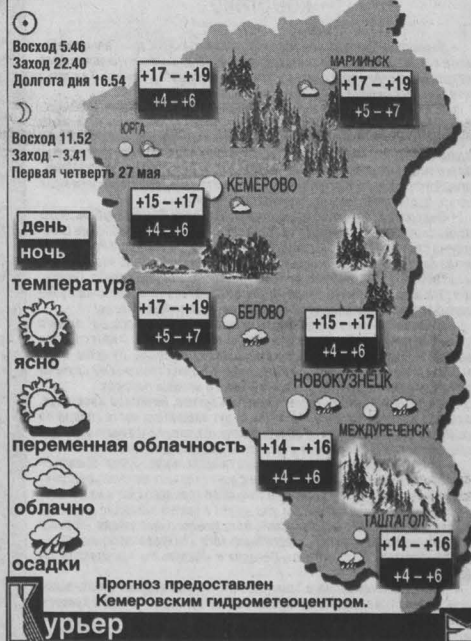 Восход 5.46
Заход 22.40
Долгота дня 16.54
Восход 11.52
Заход - 3.41
Первая четверть 27 мая
день
ночь
температура
ясно
переменная облачность
облачно
осадки
+17 – +19
+4 – +6
ЮРГА
МАРИИНСК
+17 – +19
+5 – +7
КЕМЕРОВО
+15 – +17
+4 – +6
+17 – +19
+5 – +7
БЕЛОВО
+15 – +17
+4 – +6
НОВОКУЗНЕЦК
МЕЖДУРЕЧЕНСК
+14 – +16
+4 – +6
ТАШТАГОЛ
+14 – +16
+4 – +6
Прогноз предоставлен
Кемеровским гидрометеоцентром.
Курьер